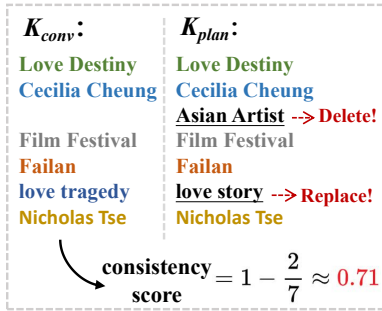 K_conv: K_plan:
Love Destiny Love Destiny
Cecilia Cheung Cecilia Cheung
Asian Artist --> Delete!
Film Festival Film Festival
Failan Failan
love tragedy love story --> Replace!
Nicholas Tse Nicholas Tse
consistency score = 1 − 2/7 ≈ 0.71